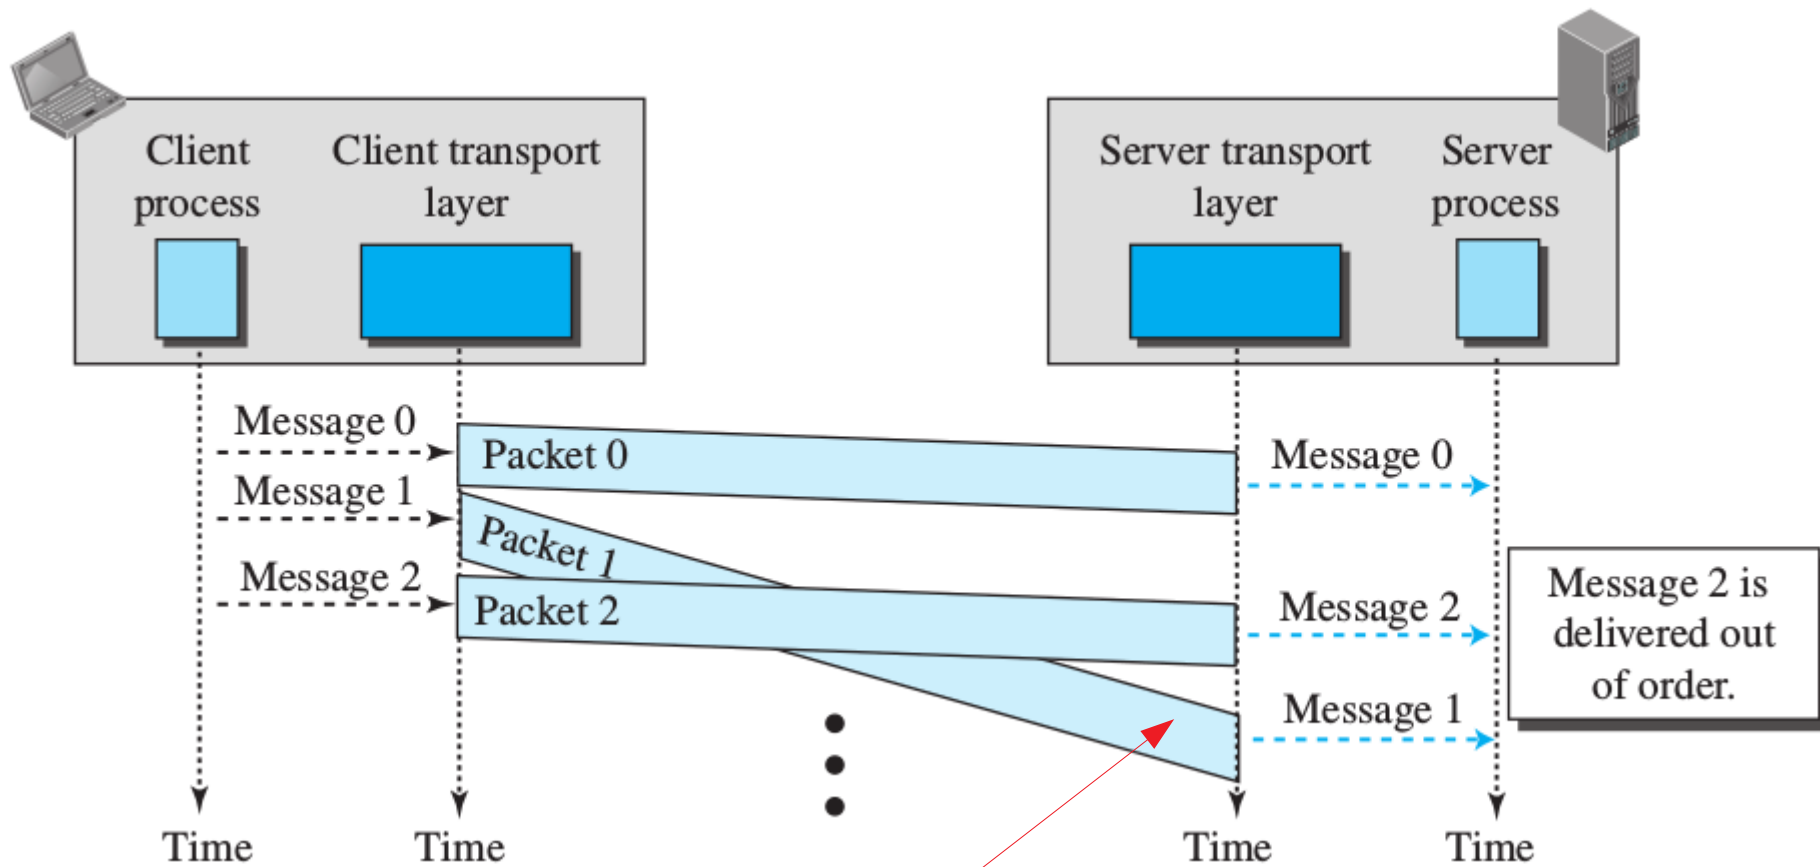 Client
process
Client transport
layer
Server transport
layer
Server
process
Message 0
Packet 0
Message 0
Message 1
Packet 1
Message 2
Packet 2
Message 2
Message 1
Message 2 is
delivered out
of order.
Time
Time
Time
Time